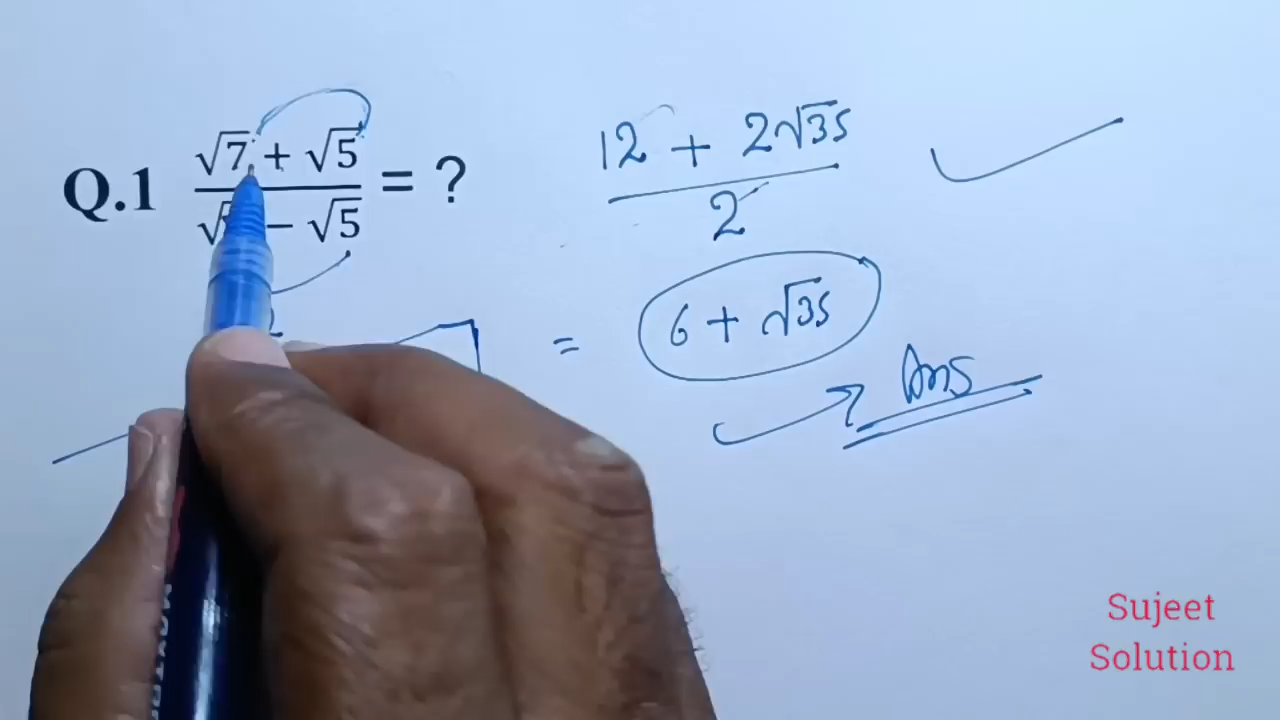 Q.1 √7 + √5 / √ − √5 = ?
12 + 2√35 / 2
= 6 + √35
Ans
Sujeet
Solution